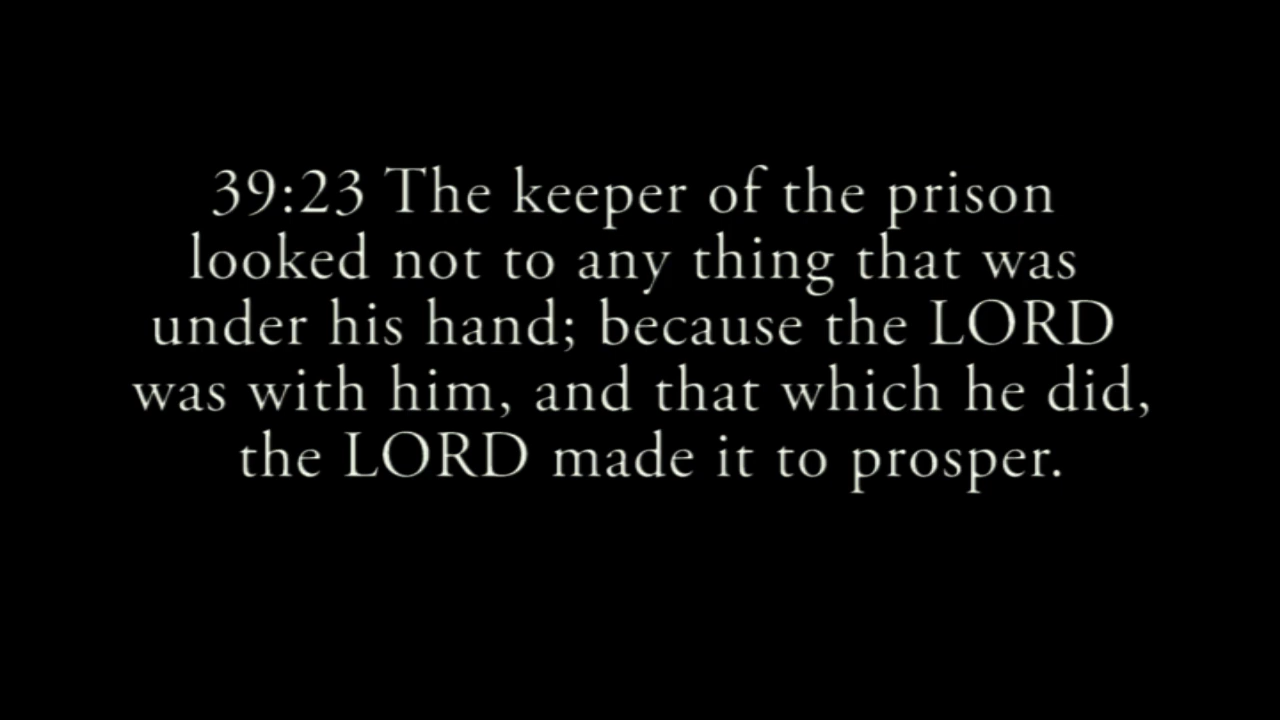 39:23 The keeper of the prison
looked not to any thing that was
under his hand; because the LORD
was with him, and that which he did,
the LORD made it to prosper.